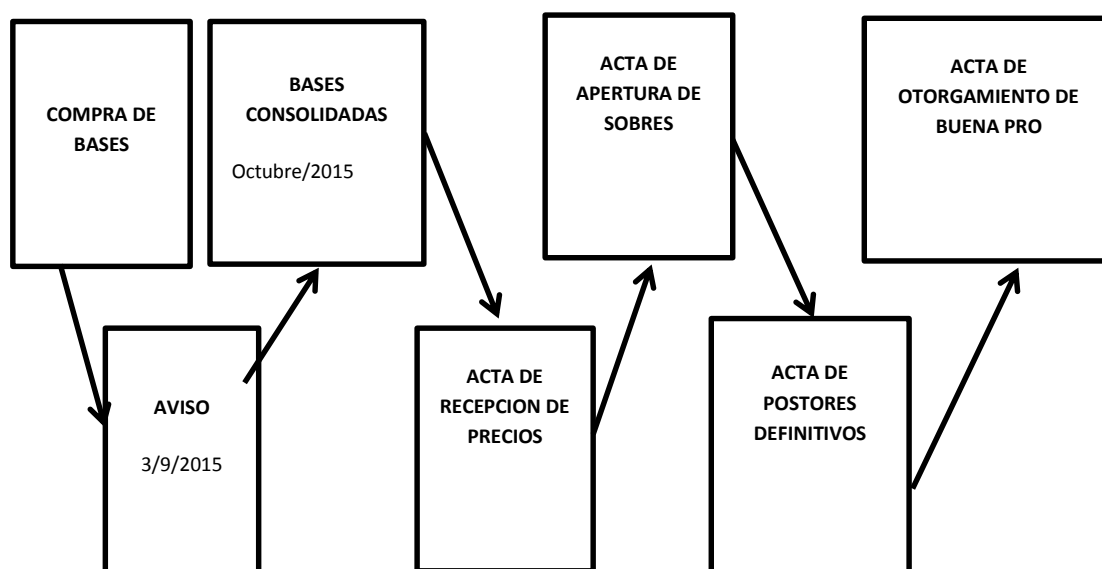 COMPRA DE
BASES
AVISO
3/9/2015
BASES
CONSOLIDADAS
Octubre/2015
ACTA DE
RECEPCION DE
PRECIOS
ACTA DE
APERTURA DE
SOBRES
ACTA DE
POSTORES
DEFINITIVOS
ACTA DE
OTORGAMIENTO DE
BUENA PRO